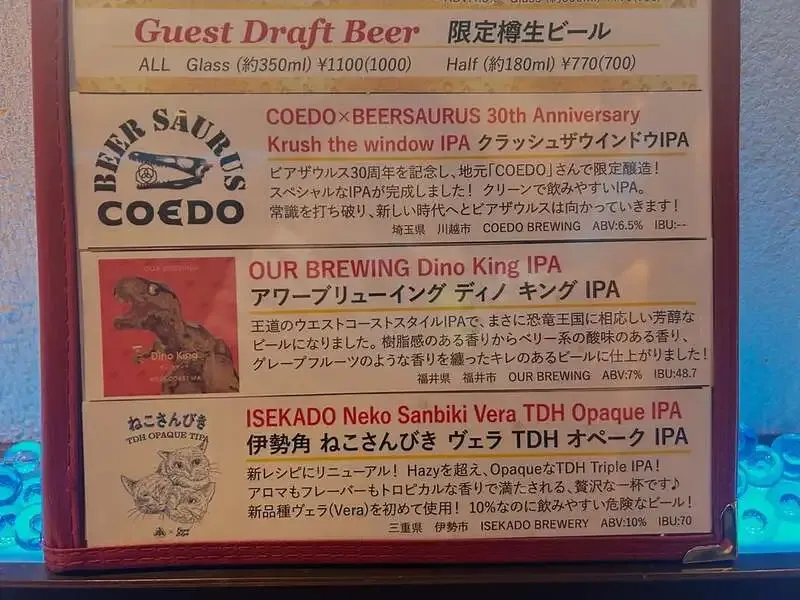 Guest Draft Beer 限定樽生ビール
ALL Glass (約350ml) ¥1100(1000) Half (約180ml) ¥770(700)
BEER SAURUS
COEDO
COEDO×BEERSAURUS 30th Anniversary
Krush the window IPA クラッシュザウインドウIPA
ビアザウルス30周年を記念し、地元「COEDO」さんで限定醸造！
スペシャルなIPAが完成しました！ クリーンで飲みやすいIPA。
常識を打ち破り、新しい時代へとビアザウルスは向かっていきます！
埼玉県 川越市 COEDO BREWING ABV:6.5% IBU:--
OUR BREWING
Dino King
WEST COAST IPA
OUR BREWING Dino King IPA
アワーブリューイング ディノ キング IPA
王道のウエストコーストスタイルIPAで、まさに恐竜王国に相応しい芳醇な
ビールになりました。樹脂感のある香りからベリー系の酸味のある香り、
グレープフルーツのような香りを纏ったキレのあるビールに仕上がりました！
福井県 福井市 OUR BREWING ABV:7% IBU:48.7
ねこさんびき
TDH OPAQUE TIPA
ISEKADO Neko Sanbiki Vera TDH Opaque IPA
伊勢角 ねこさんびき ヴェラ TDH オペーク IPA
新レシピにリニューアル！ Hazyを超え、OpaqueなTDH Triple IPA！
アロマもフレーバーもトロピカルな香りで満たされる、贅沢な一杯です♪
新品種ヴェラ(Vera)を初めて使用！ 10%なのに飲みやすい危険なビール！
三重県 伊勢市 ISEKADO BREWERY ABV:10% IBU:70